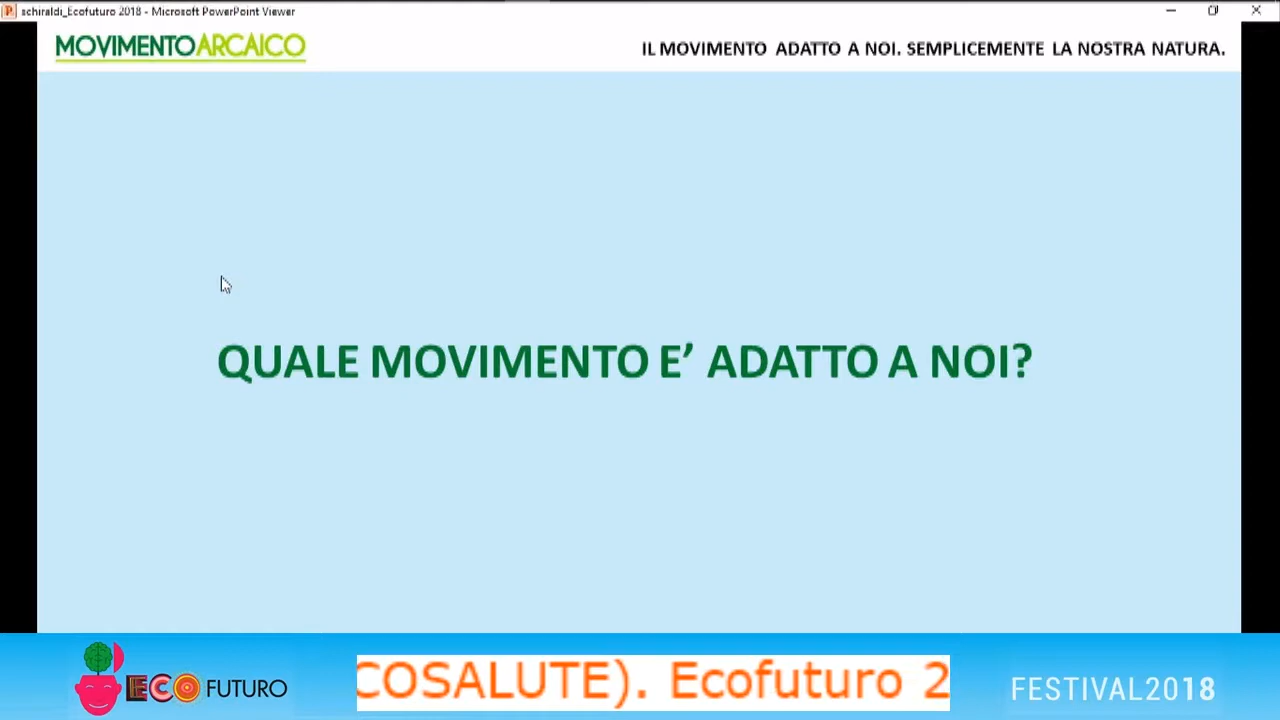 schiraldi_Ecofuturo 2018 - Microsoft PowerPoint Viewer
MOVIMENTOARCAICO
IL MOVIMENTO ADATTO A NOI. SEMPLICEMENTE LA NOSTRA NATURA.
QUALE MOVIMENTO E’ ADATTO A NOI?
ECO FUTURO
COSALUTE). Ecofuturo 2
FESTIVAL2018